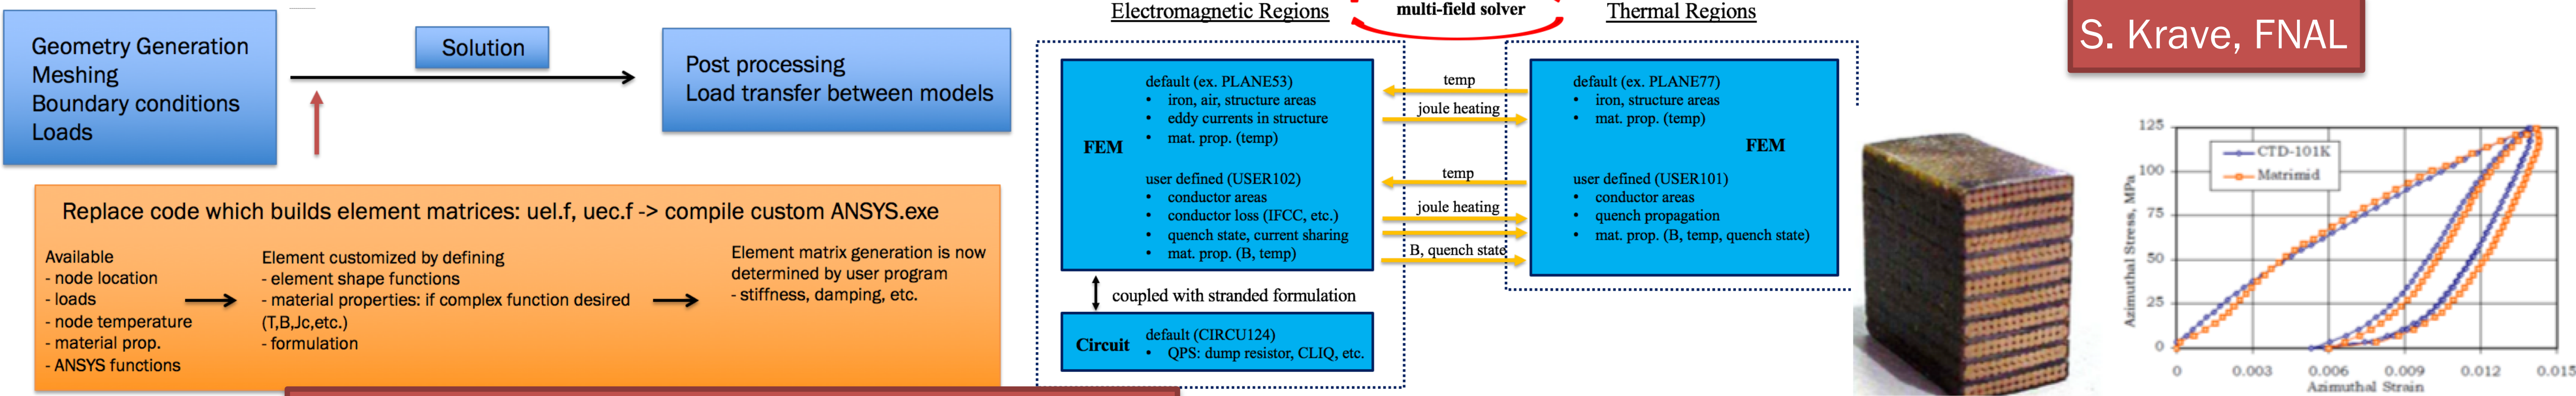 Geometry Generation
Meshing
Boundary conditions
Loads
Solution
Post processing
Load transfer between models
Replace code which builds element matrices: uel.f, uec.f -> compile custom ANSYS.exe
Available
- node location
- loads
- node temperature
- material prop.
- ANSYS functions
Element customized by defining
- element shape functions
- material properties: if complex function desired
(T,B,Jc,etc.)
- formulation
Element matrix generation is now
determined by user program
- stiffness, damping, etc.
Electromagnetic Regions
multi-field solver
Thermal Regions
FEM
default (ex. PLANE53)
• iron, air, structure areas
• eddy currents in structure
• mat. prop. (temp)
user defined (USER102)
• conductor areas
• conductor loss (IFCC, etc.)
• quench state, current sharing
• mat. prop. (B, temp)
temp
joule heating
temp
joule heating
B, quench state
default (ex. PLANE77)
• iron, structure areas
• mat. prop. (temp)
FEM
user defined (USER101)
• conductor areas
• quench propagation
• mat. prop. (B, temp, quench state)
coupled with stranded formulation
Circuit
default (CIRCU124)
• QPS: dump resistor, CLIQ, etc.
S. Krave, FNAL
Azimuthal Stress, MPa
125
100
75
50
25
0
CTD-101K
Matrimid
0 0.003 0.006 0.009 0.012 0.015
Azimuthal Strain